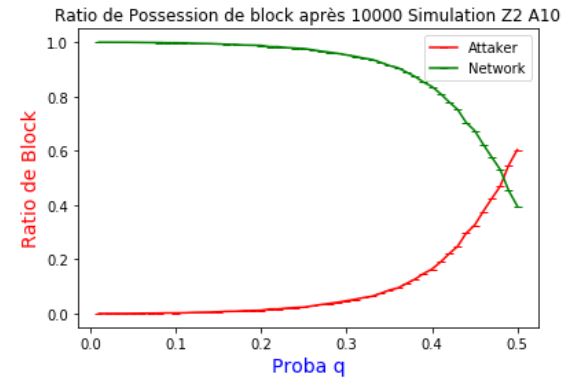 Ratio de Possession de block après 10000 Simulation Z2 A10
Attaker
Network
1.0
0.8
0.6
0.4
0.2
0.0
Ratio de Block
0.0 0.1 0.2 0.3 0.4 0.5
Proba q